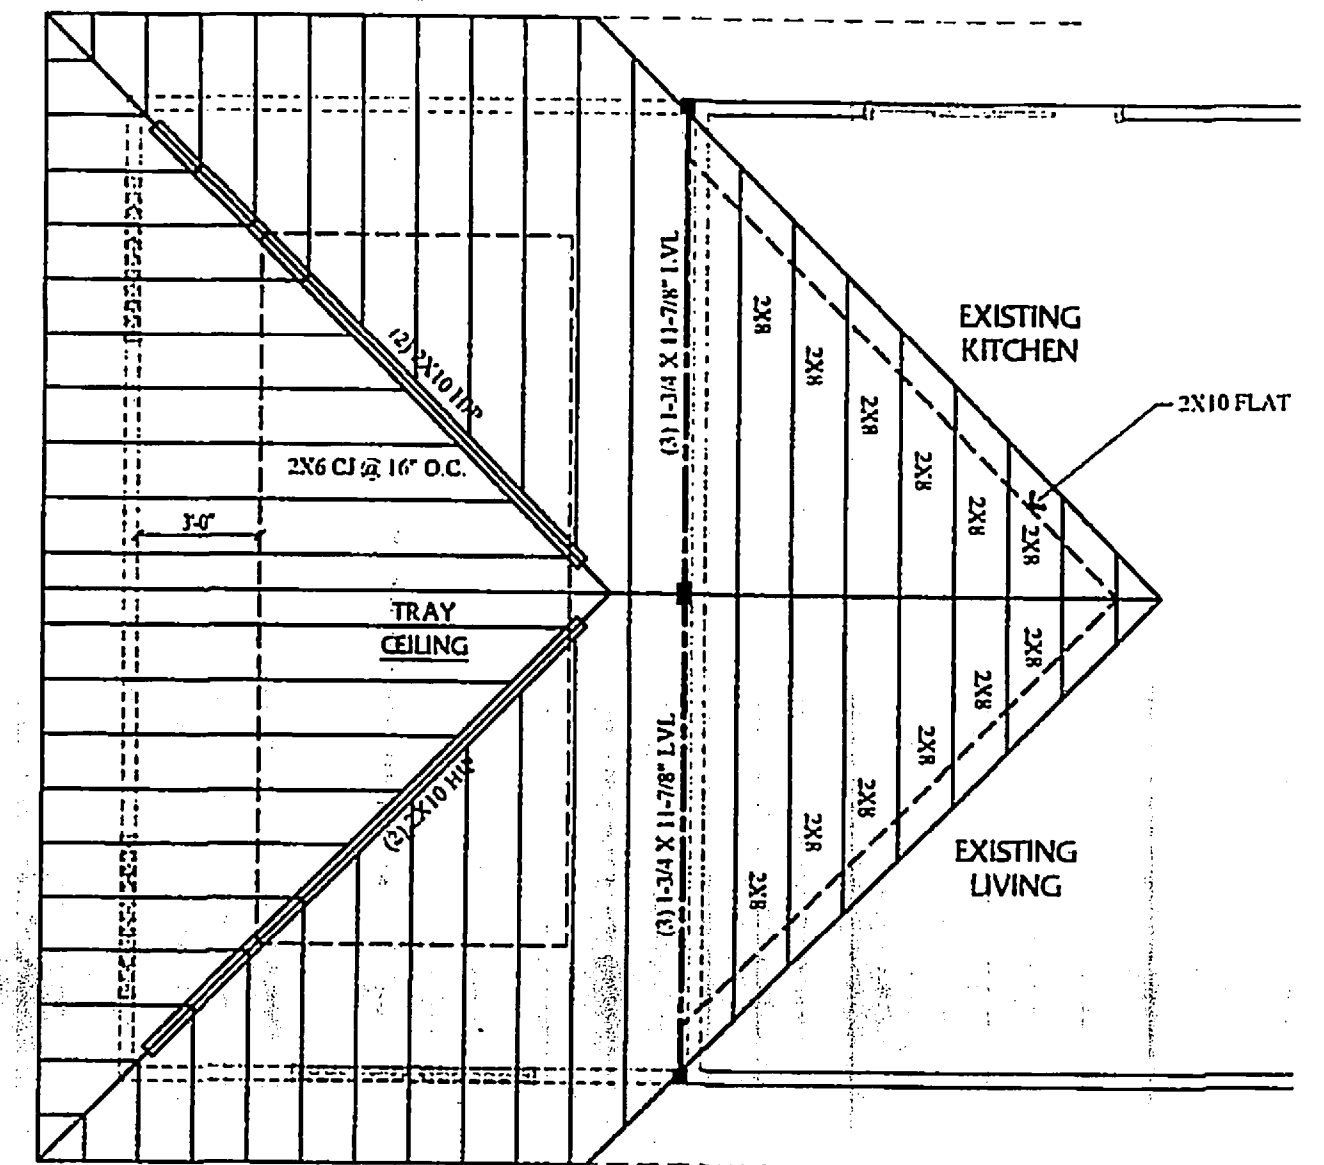 (3) 1-3/4 X 11-7/8" LVL
2X8
EXISTING
KITCHEN
2X8
(2) 2X10 HIP
2X10 FLAT
2X8
2X6 CJ @ 16" O.C.
2X8
2X8
3'-0"
2X8
TRAY
CEILING
2X8
2X8
(3) 1-3/4 X 11-7/8" LVL
2X8
(2) 2X10 HIP
2X8
2X8
EXISTING
LIVING
2X8